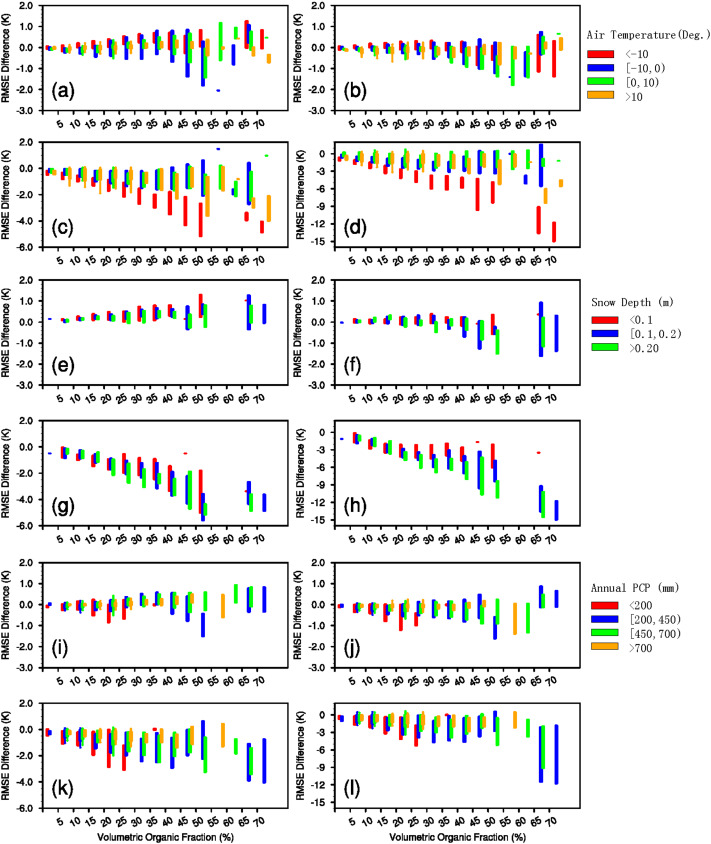 RMSE Difference (K)
2.0
1.0
0.0
-1.0
-2.0
-3.0
(a)
5 10 15 20 25 30 35 40 45 50 55 60 65 70
RMSE Difference (K)
2.0
1.0
0.0
-1.0
-2.0
-3.0
(b)
5 10 15 20 25 30 35 40 45 50 55 60 65 70
Air Temperature(Deg.)
<-10
[-10,0)
[0,10)
>10
RMSE Difference (K)
2.0
0.0
-2.0
-4.0
-6.0
(c)
5 10 15 20 25 30 35 40 45 50 55 60 65 70
RMSE Difference (K)
0
-3
-6
-9
-12
-15
(d)
5 10 15 20 25 30 35 40 45 50 55 60 65 70
RMSE Difference (K)
2.0
1.0
0.0
-1.0
-2.0
-3.0
(e)
5 10 15 20 25 30 35 40 45 50 55 60 65 70
RMSE Difference (K)
2.0
1.0
0.0
-1.0
-2.0
-3.0
(f)
5 10 15 20 25 30 35 40 45 50 55 60 65 70
Snow Depth (m)
<0.1
[0.1,0.2)
>0.20
RMSE Difference (K)
2.0
0.0
-2.0
-4.0
-6.0
(g)
5 10 15 20 25 30 35 40 45 50 55 60 65 70
RMSE Difference (K)
0
-3
-6
-9
-12
-15
(h)
5 10 15 20 25 30 35 40 45 50 55 60 65 70
RMSE Difference (K)
2.0
1.0
0.0
-1.0
-2.0
-3.0
(i)
5 10 15 20 25 30 35 40 45 50 55 60 65 70
RMSE Difference (K)
2.0
1.0
0.0
-1.0
-2.0
-3.0
(j)
5 10 15 20 25 30 35 40 45 50 55 60 65 70
Annual PCP (mm)
<200
[200,450)
[450,700)
>700
RMSE Difference (K)
2.0
0.0
-2.0
-4.0
-6.0
(k)
5 10 15 20 25 30 35 40 45 50 55 60 65 70
Volumetric Organic Fraction (%)
RMSE Difference (K)
0
-3
-6
-9
-12
-15
(l)
5 10 15 20 25 30 35 40 45 50 55 60 65 70
Volumetric Organic Fraction (%)